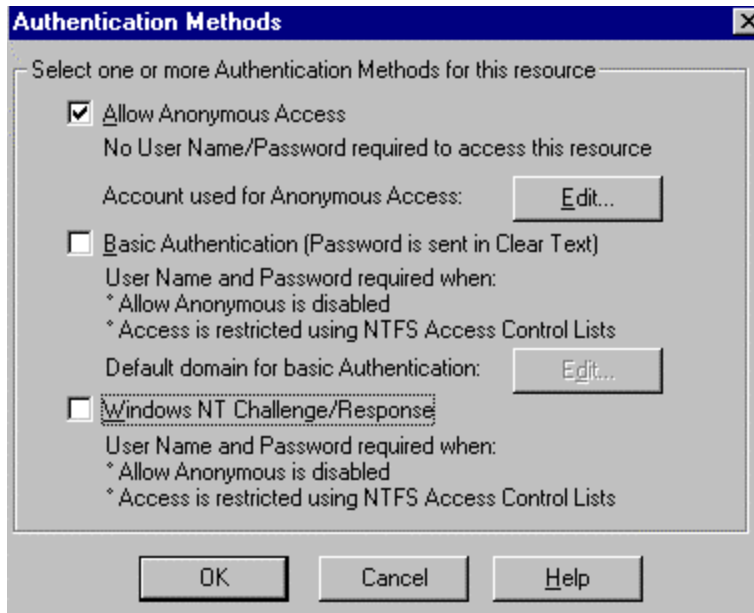 Authentication Methods
Select one or more Authentication Methods for this resource
Allow Anonymous Access
No User Name/Password required to access this resource
Account used for Anonymous Access: Edit...
Basic Authentication (Password is sent in Clear Text)
User Name and Password required when:
* Allow Anonymous is disabled
* Access is restricted using NTFS Access Control Lists
Default domain for basic Authentication: Edit...
Windows NT Challenge/Response
User Name and Password required when:
* Allow Anonymous is disabled
* Access is restricted using NTFS Access Control Lists
OK Cancel Help